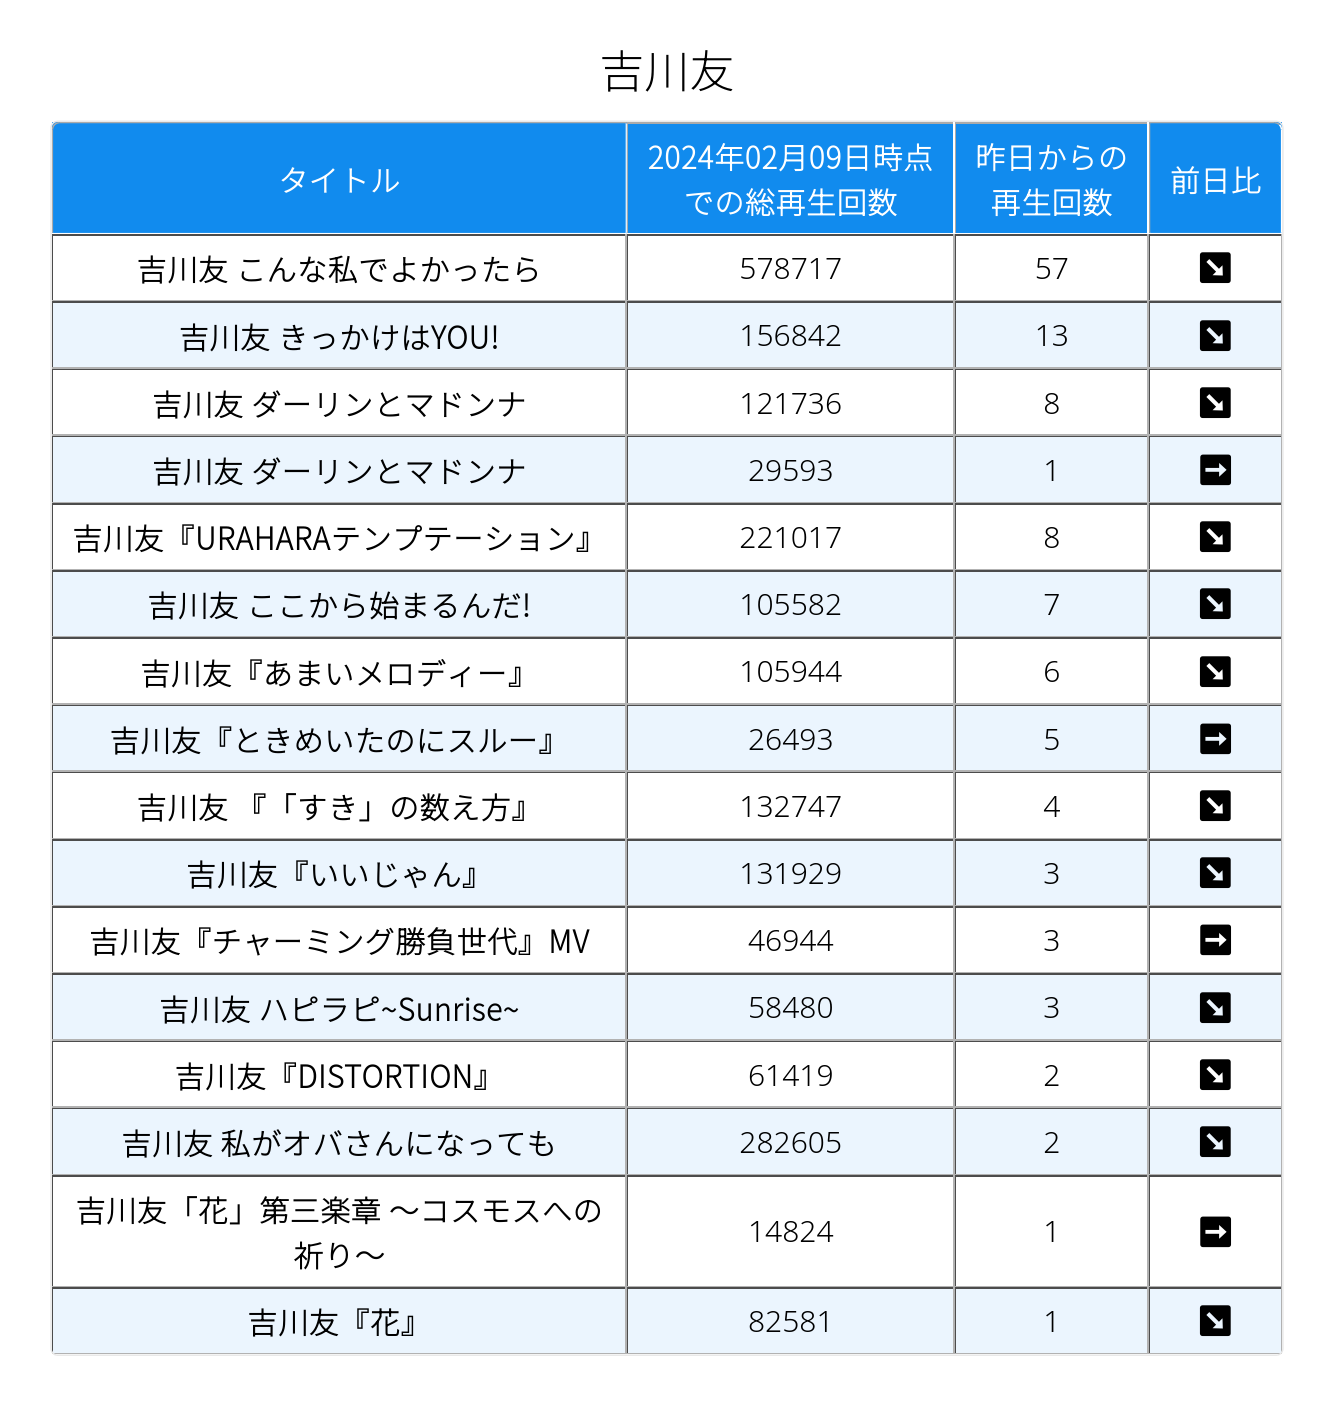 吉川友
タイトル
2024年02月09日時点
での総再生回数
昨日からの
再生回数
前日比
吉川友 こんな私でよかったら 578717 57 ↘
吉川友 きっかけはYOU! 156842 13 ↘
吉川友 ダーリンとマドンナ 121736 8 ↘
吉川友 ダーリンとマドンナ 29593 1 ➡
吉川友『URAHARAテンプテーション』 221017 8 ↘
吉川友 ここから始まるんだ! 105582 7 ↘
吉川友『あまいメロディー』 105944 6 ↘
吉川友『ときめいたのにスルー』 26493 5 ➡
吉川友 『「すき」の数え方』 132747 4 ↘
吉川友『いいじゃん』 131929 3 ↘
吉川友『チャーミング勝負世代』MV 46944 3 ➡
吉川友 ハピラピ~Sunrise~ 58480 3 ↘
吉川友『DISTORTION』 61419 2 ↘
吉川友 私がオバさんになっても 282605 2 ↘
吉川友「花」第三楽章 〜コスモスへの
祈り〜 14824 1 ➡
吉川友『花』 82581 1 ↘